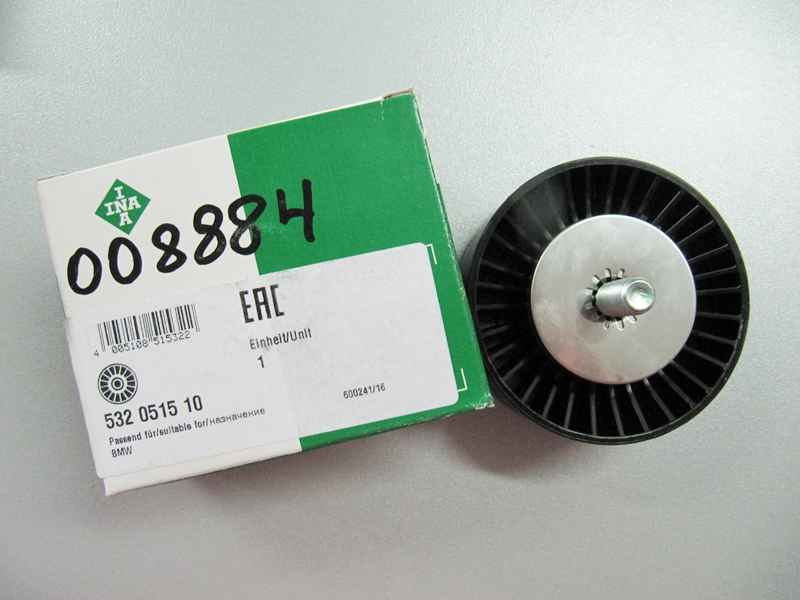 I
INA
A
008884
EAC
4 005108 515322
Einheit/Unit
1
532 0515 10
600241/16
Passend für/suitable for/назначение
BMW